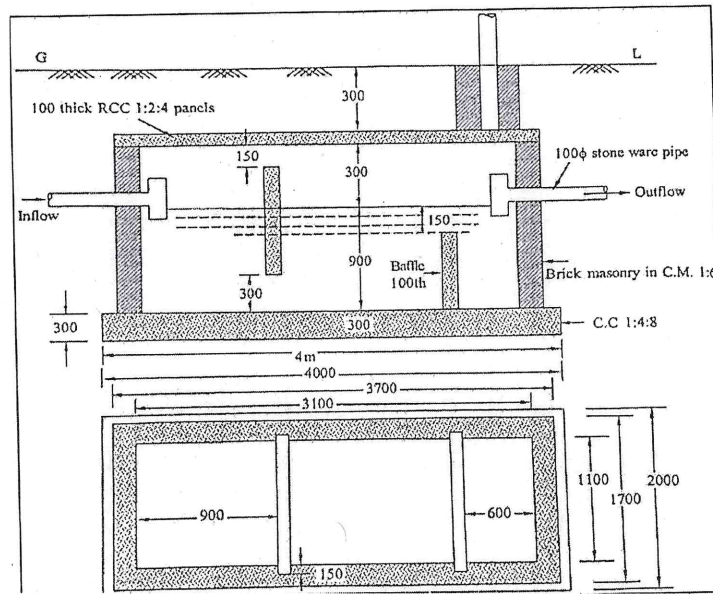 G L
300
100 thick RCC 1:2:4 panels
150
300
100ϕ stone ware pipe
Inflow
Outflow
150
900
Baffle
100th
Brick masonry in C.M. 1:6
300
300
300
C.C 1:4:8
4m
4000
3700
3100
900
600
1100
1700
2000
150